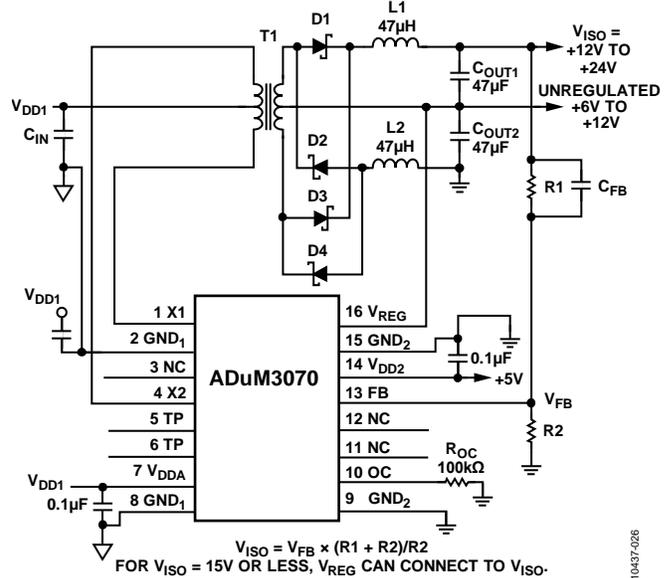 D1
L1
47µH
T1
V_ISO =
+12V TO
+24V
C_OUT1
47µF
UNREGULATED
+6V TO
+12V
V_DD1
C_IN
D2
L2
47µH
C_OUT2
47µF
R1
C_FB
D3
D4
V_DD1
1 X1
2 GND₁
3 NC
4 X2
5 TP
6 TP
7 V_DDA
8 GND₁
ADuM3070
16 V_REG
15 GND₂
14 V_DD2
13 FB
12 NC
11 NC
10 OC
9 GND₂
0.1µF
+5V
V_FB
R2
R_OC
100kΩ
V_DD1
0.1µF
V_ISO = V_FB × (R1 + R2)/R2
FOR V_ISO = 15V OR LESS, V_REG CAN CONNECT TO V_ISO.
10437-026